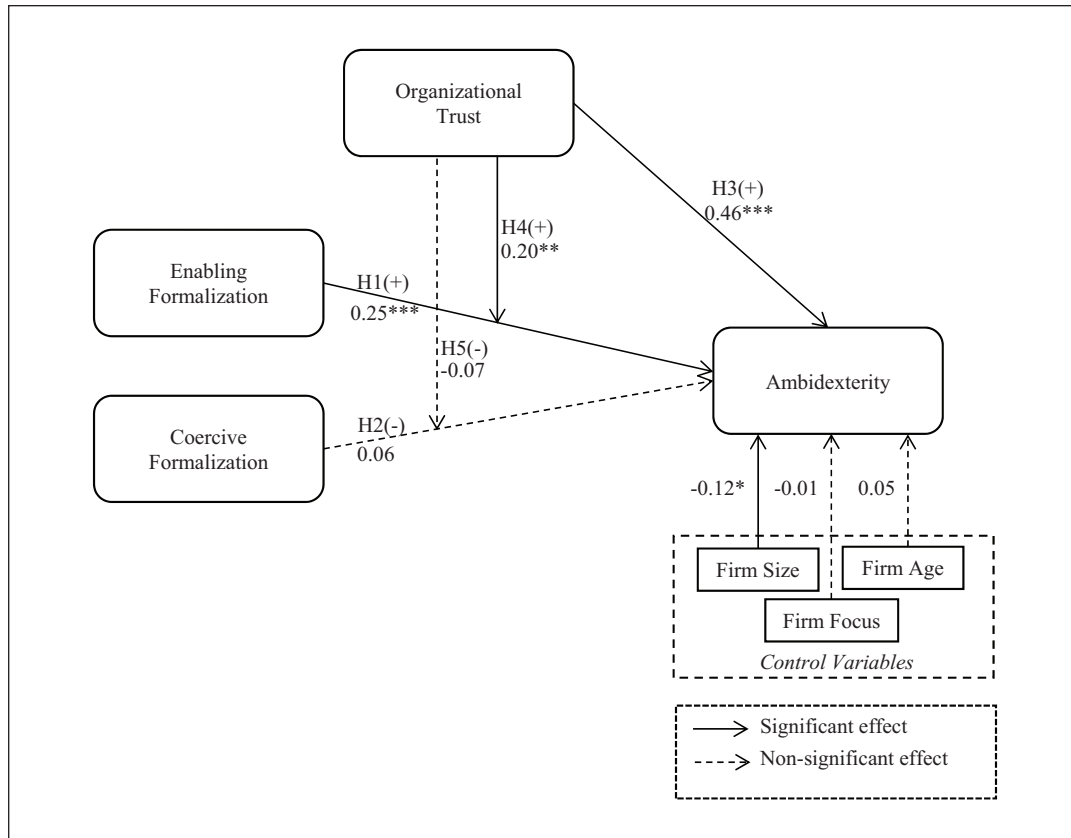 Organizational
Trust
H3(+)
0.46***
H4(+)
0.20**
Enabling
Formalization
H1(+)
0.25***
H5(-)
-0.07
Ambidexterity
Coercive
Formalization
H2(-)
0.06
-0.12*
-0.01
0.05
Firm Size
Firm Age
Firm Focus
Control Variables
Significant effect
Non-significant effect